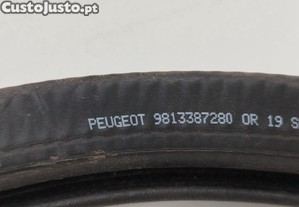 CustoJusto.pt
PEUGEOT 9813387280 OR 19 S